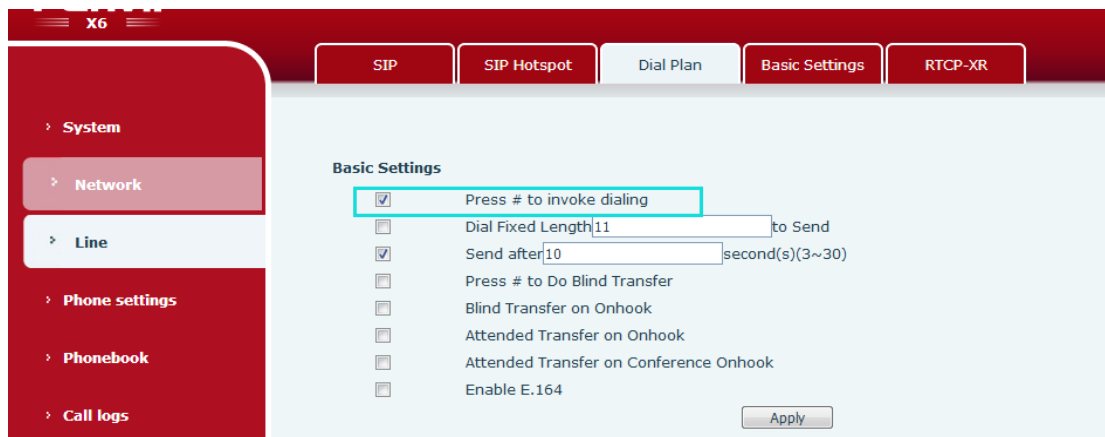 X6
SIP
SIP Hotspot
Dial Plan
Basic Settings
RTCP-XR
System
Network
Line
Phone settings
Phonebook
Call logs
Basic Settings
Press # to invoke dialing
Dial Fixed Length 11 to Send
Send after 10 second(s)(3~30)
Press # to Do Blind Transfer
Blind Transfer on Onhook
Attended Transfer on Onhook
Attended Transfer on Conference Onhook
Enable E.164
Apply